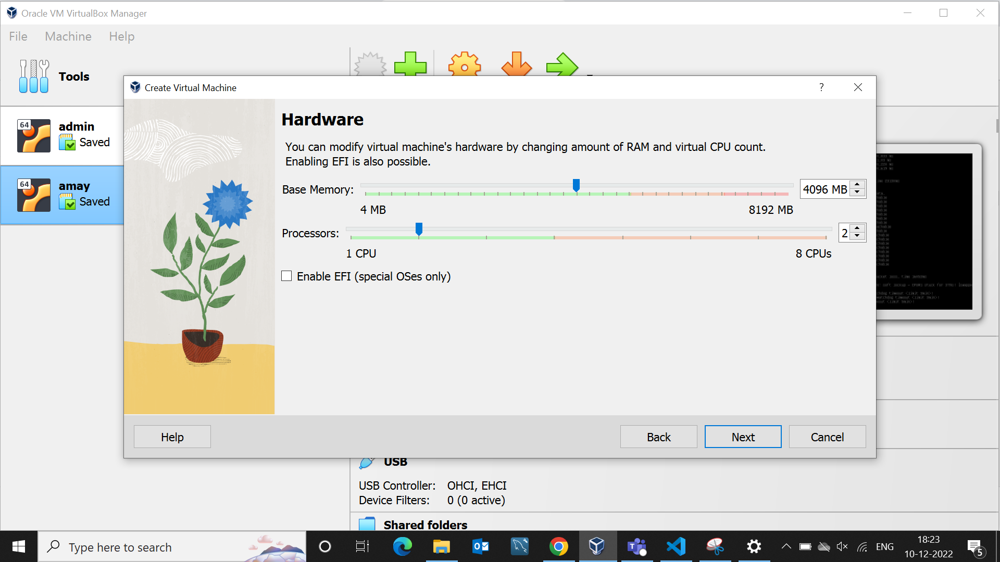 Oracle VM VirtualBox Manager
File Machine Help
Tools
64
admin
Saved
64
amay
Saved
Create Virtual Machine
?
Hardware
You can modify virtual machine's hardware by changing amount of RAM and virtual CPU count.
Enabling EFI is also possible.
Base Memory:
4096 MB
4 MB
8192 MB
Processors:
2
1 CPU
8 CPUs
Enable EFI (special OSes only)
Help
Back
Next
Cancel
USB
USB Controller: OHCI, EHCI
Device Filters: 0 (0 active)
Shared folders
Type here to search
ENG
18:23
10-12-2022
5